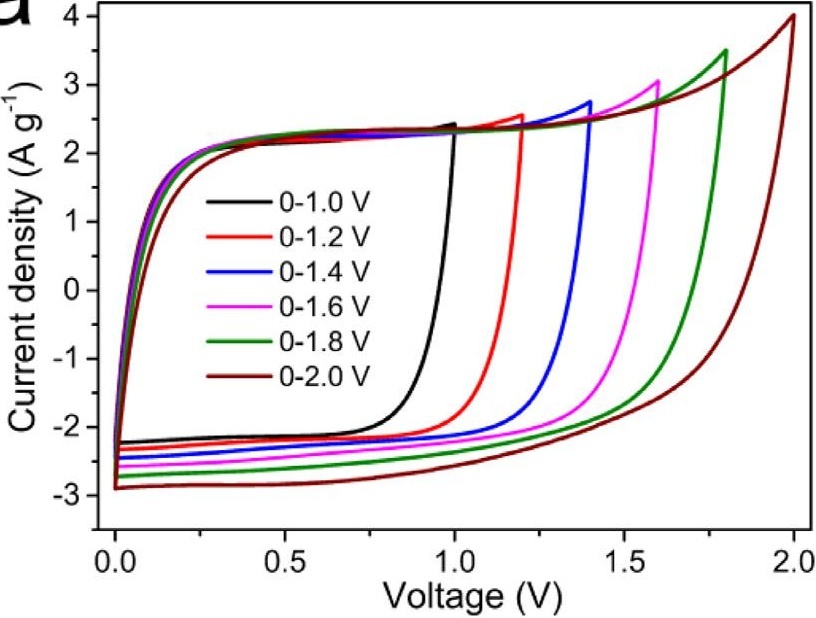 a
Current density (A g⁻¹)
4
3
2
1
0
-1
-2
-3
0-1.0 V
0-1.2 V
0-1.4 V
0-1.6 V
0-1.8 V
0-2.0 V
0.0 0.5 1.0 1.5 2.0
Voltage (V)